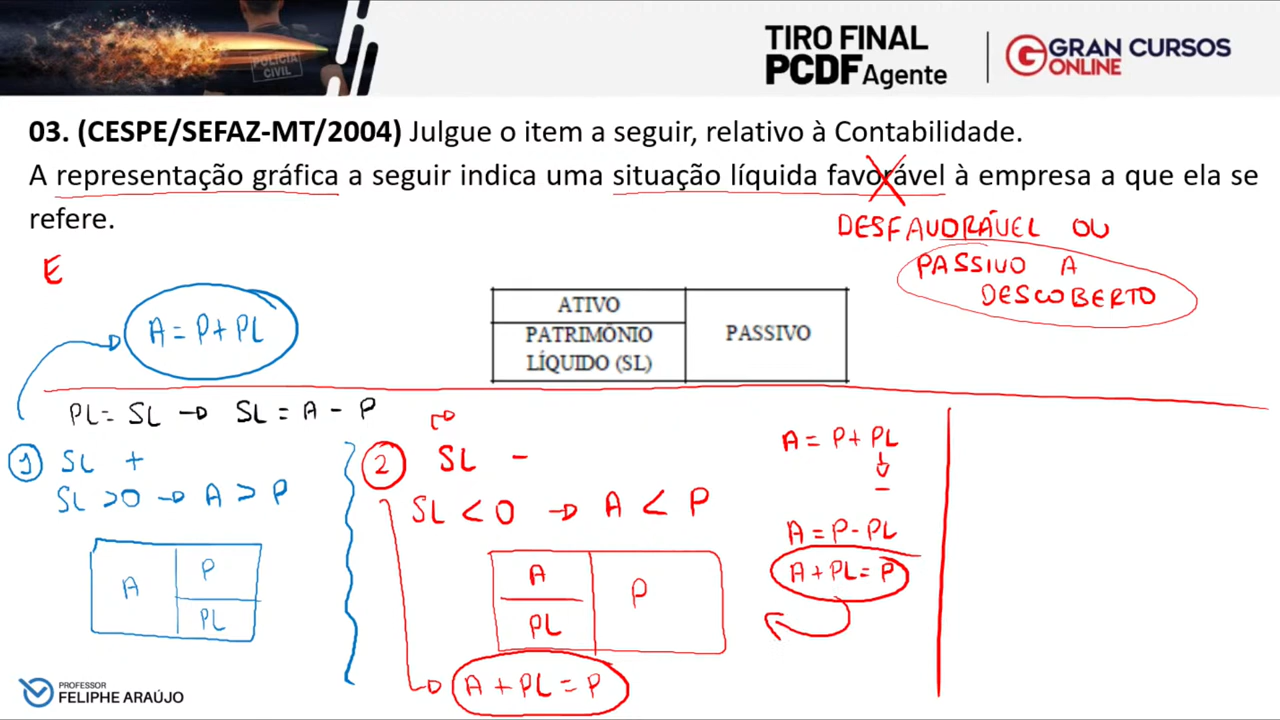 POLÍCIA
CIVIL
TIRO FINAL
PCDF Agente
GRAN CURSOS
ONLINE
03. (CESPE/SEFAZ-MT/2004) Julgue o item a seguir, relativo à Contabilidade.
A representação gráfica a seguir indica uma situação líquida favorável à empresa a que ela se
refere.
DESFAVORÁVEL OU
PASSIVO A
DESCOBERTO
E
A = P + PL
ATIVO
PATRIMÔNIO
LÍQUIDO (SL)
PASSIVO
PL = SL → SL = A - P
1 SL +
SL > 0 → A > P
A
P
PL
2 SL -
SL < 0 → A < P
A
PL
P
A + PL = P
A = P + PL
↓
-
A = P - PL
A + PL = P
PROFESSOR
FELIPHE ARAÚJO